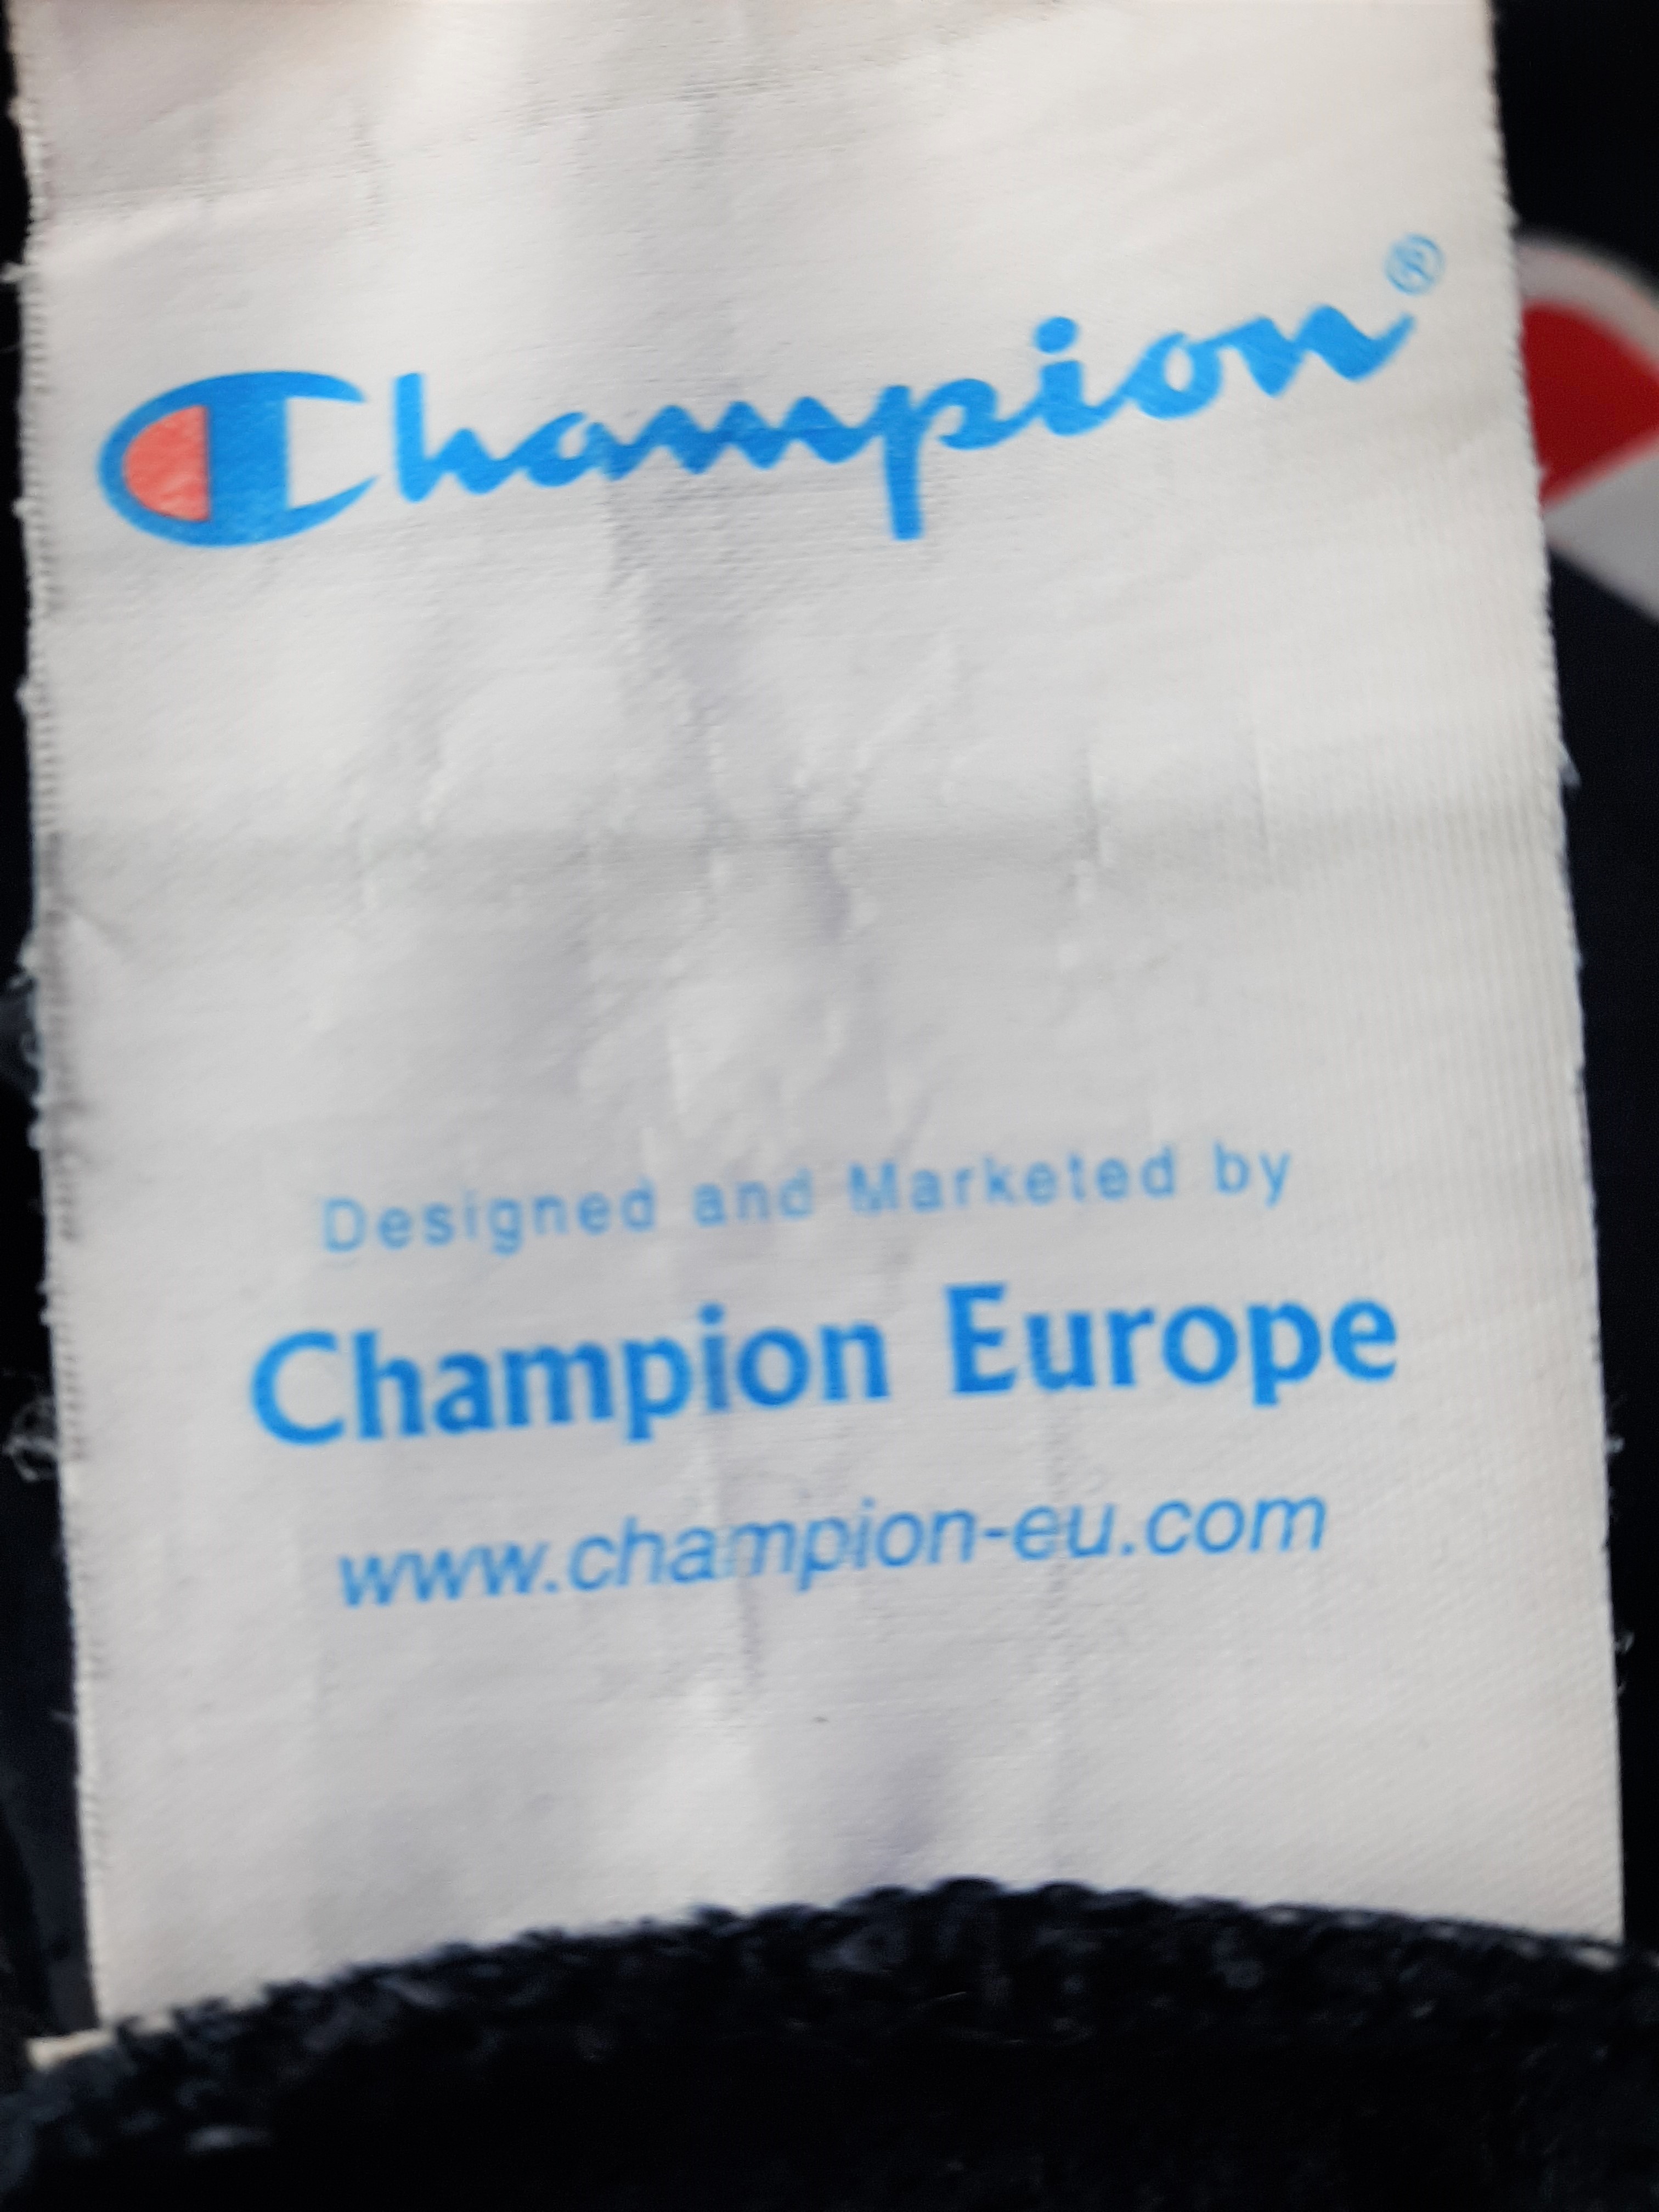 Champion®
Designed and Marketed by
Champion Europe
www.champion-eu.com